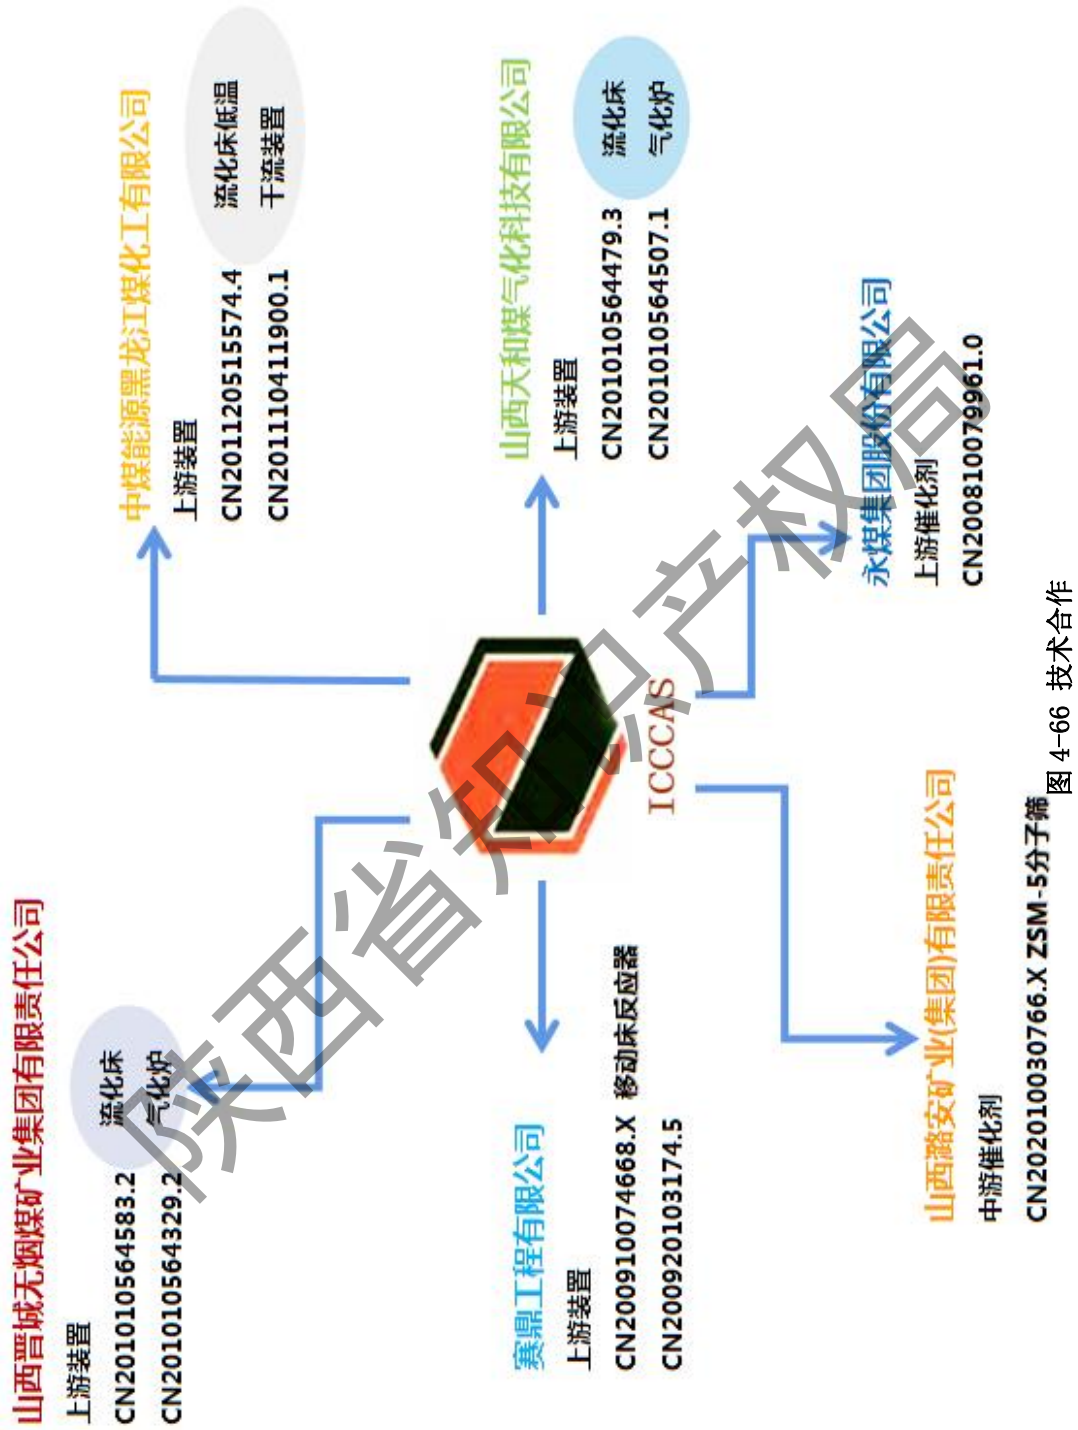 山西晋城无烟煤矿业集团有限责任公司
上游装置
CN201010564583.2
CN201010564329.2
流化床
气化炉
中煤能源黑龙江煤化工有限公司
上游装置
CN201120515574.4
CN201110411900.1
流化床低温
干流装置
赛鼎工程有限公司
上游装置
CN200910074668.X 移动床反应器
CN200920103174.5
ICCCAS
山西天和煤气化科技有限公司
上游装置
CN201010564479.3
CN201010564507.1
流化床
气化炉
山西潞安矿业(集团)有限责任公司
中游催化剂
CN02010030766.X ZSM-5分子筛
永煤集团股份有限公司
上游催化剂
CN200810079961.0
图 4-66 技术合作
陕西省知识产权局